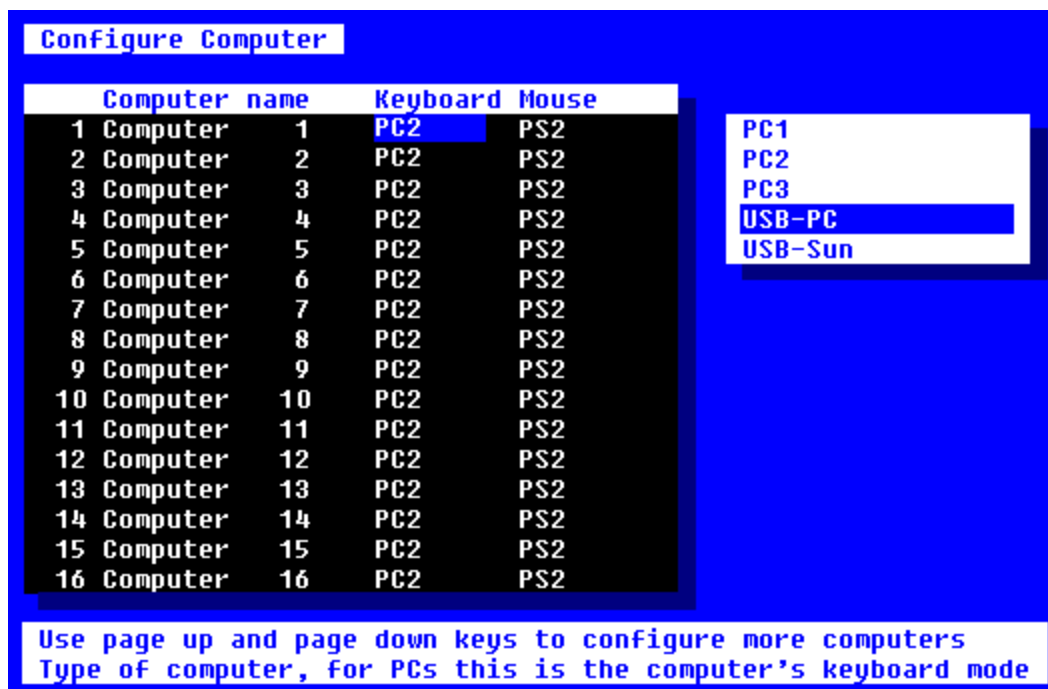 Configure Computer
Computer name Keyboard Mouse
1 Computer 1 PC2 PS2
2 Computer 2 PC2 PS2
3 Computer 3 PC2 PS2
4 Computer 4 PC2 PS2
5 Computer 5 PC2 PS2
6 Computer 6 PC2 PS2
7 Computer 7 PC2 PS2
8 Computer 8 PC2 PS2
9 Computer 9 PC2 PS2
10 Computer 10 PC2 PS2
11 Computer 11 PC2 PS2
12 Computer 12 PC2 PS2
13 Computer 13 PC2 PS2
14 Computer 14 PC2 PS2
15 Computer 15 PC2 PS2
16 Computer 16 PC2 PS2
PC1
PC2
PC3
USB-PC
USB-Sun
Use page up and page down keys to configure more computers
Type of computer, for PCs this is the computer's keyboard mode